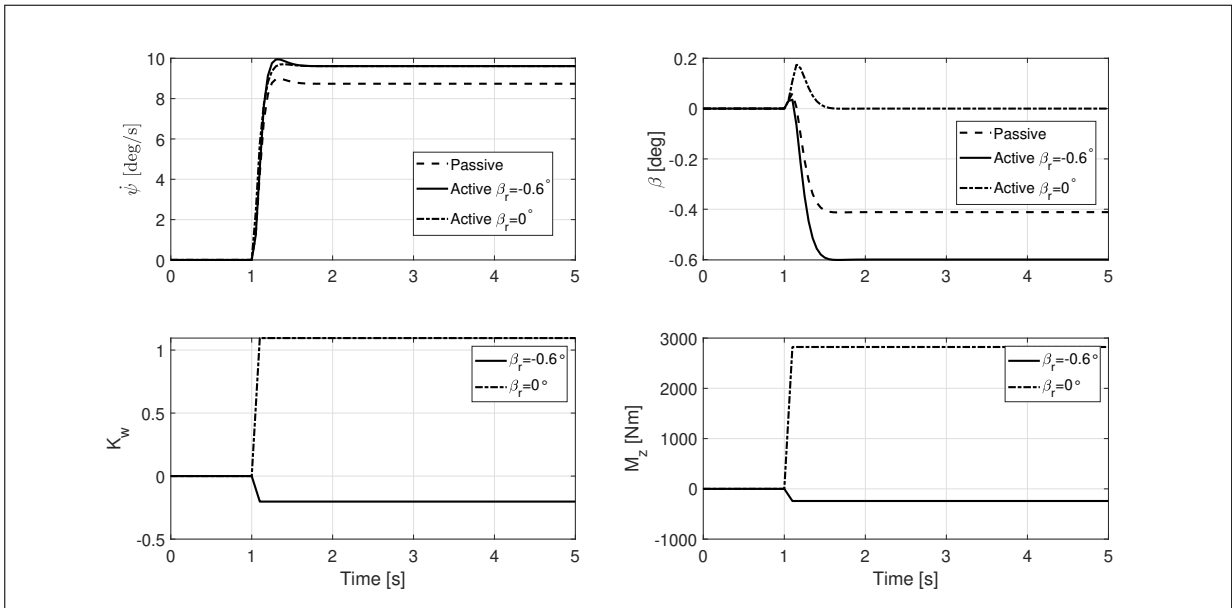 10
8
6
4
2
0
ψ̇ [deg/s]
Passive
Active β_r=-0.6°
Active β_r=0°
0 1 2 3 4 5
0.2
0
-0.2
-0.4
-0.6
β [deg]
Passive
Active β_r=-0.6°
Active β_r=0°
0 1 2 3 4 5
1
0.5
0
-0.5
K_w
β_r=-0.6°
β_r=0°
0 1 2 3 4 5
Time [s]
3000
2000
1000
0
-1000
M_z [Nm]
β_r=-0.6°
β_r=0°
0 1 2 3 4 5
Time [s]